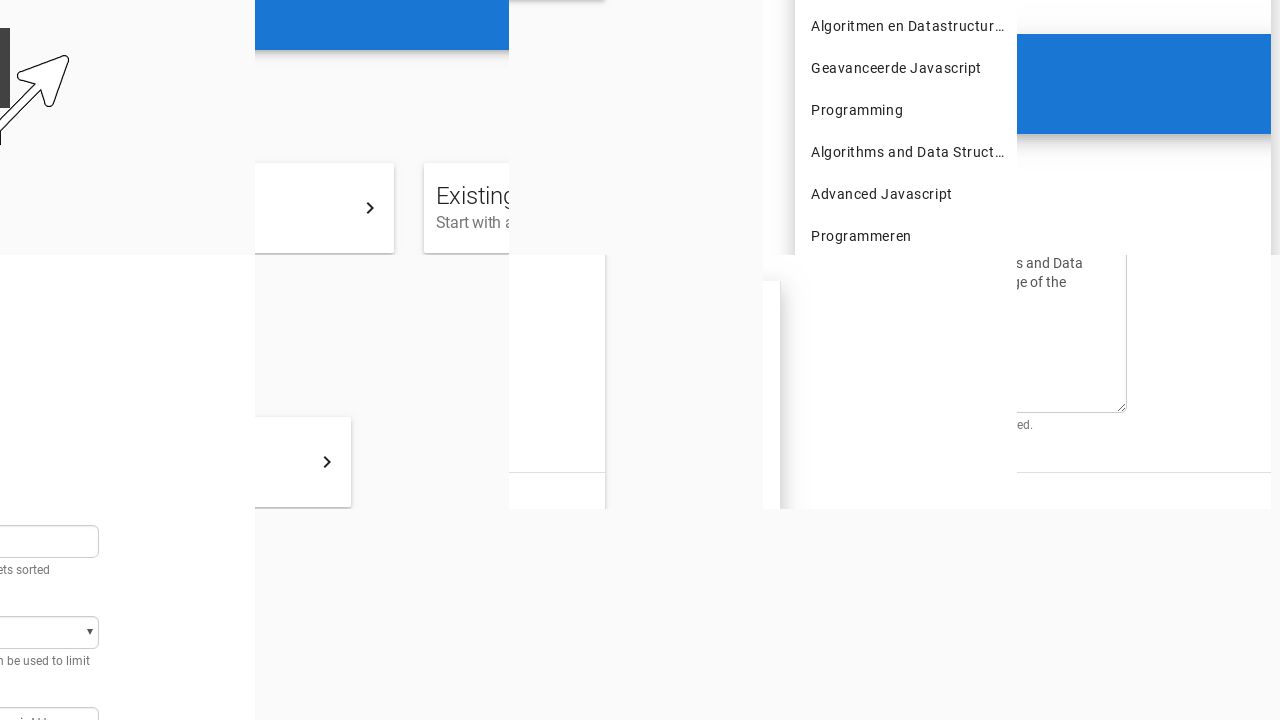 Algoritmen en Datastructur…
Geavanceerde Javascript
Programming
Algorithms and Data Struct…
Advanced Javascript
Programmeren
Existing
Start with a
s and Data
ge of the
ed.
ets sorted
n be used to limit